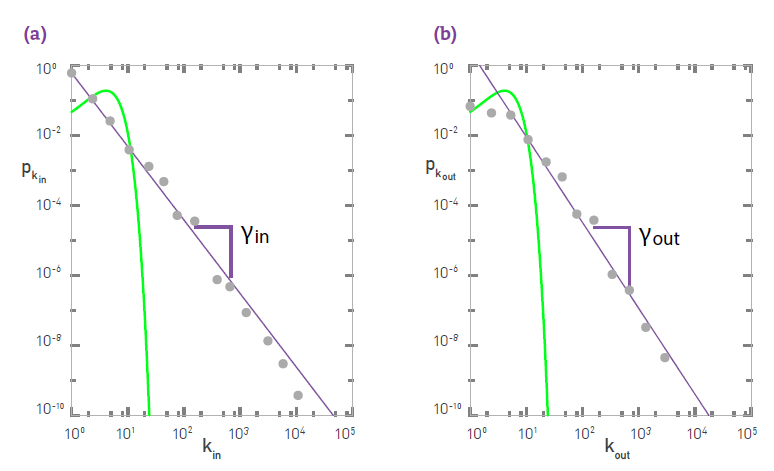 (a)
10⁰
10⁻²
10⁻⁴
10⁻⁶
10⁻⁸
10⁻¹⁰
p_kᵢₙ
γin
10⁰ 10¹ 10² 10³ 10⁴ 10⁵
kᵢₙ
(b)
10⁰
10⁻²
10⁻⁴
10⁻⁶
10⁻⁸
10⁻¹⁰
p_k_out
γout
10⁰ 10¹ 10² 10³ 10⁴ 10⁵
k_out